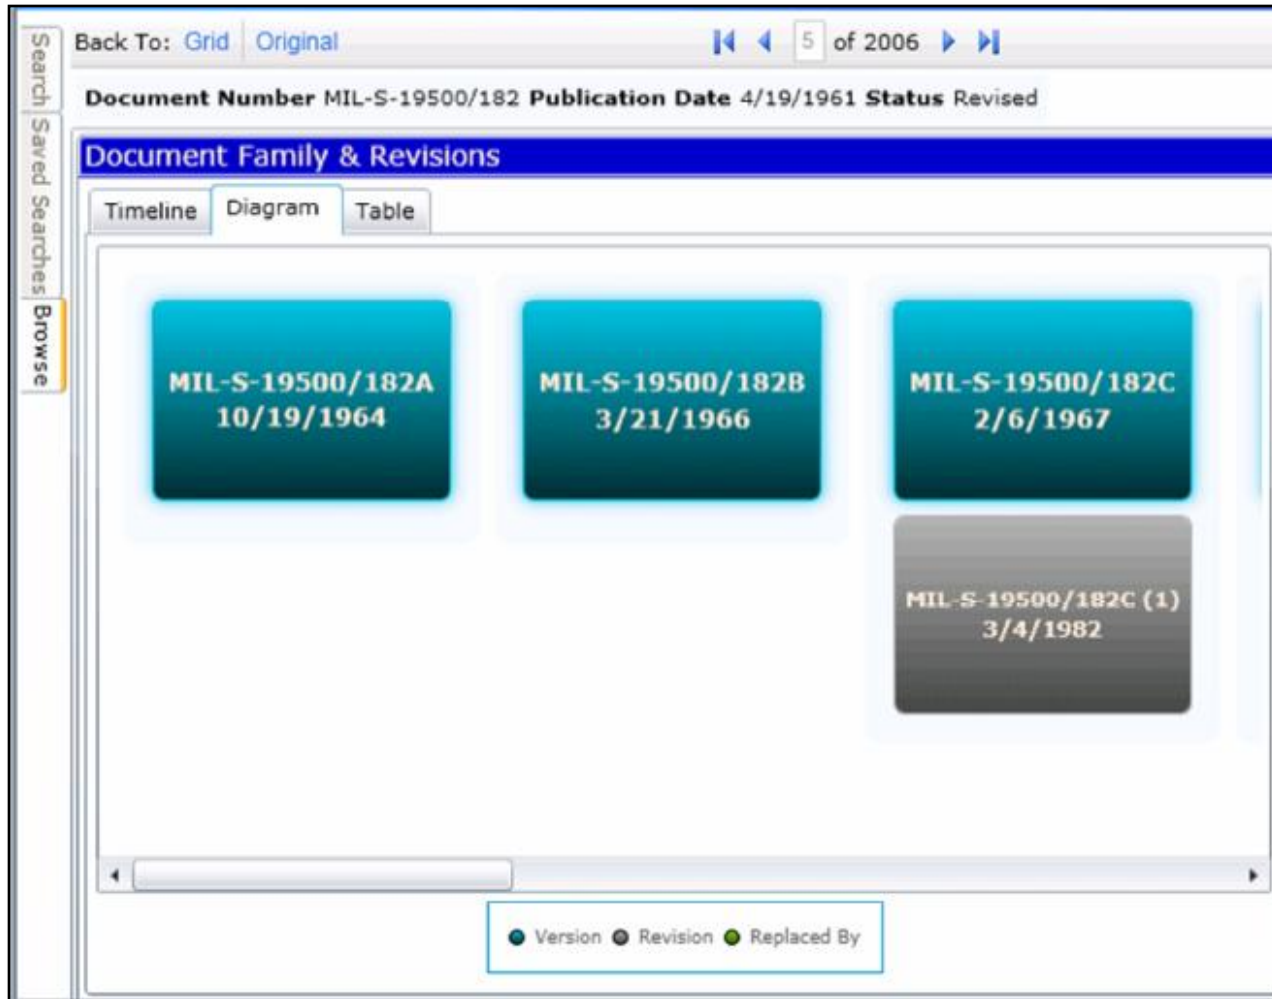 Search
Saved Searches
Browse
Back To: Grid Original 5 of 2006
Document Number MIL-S-19500/182 Publication Date 4/19/1961 Status Revised
Document Family & Revisions
Timeline Diagram Table
MIL-S-19500/182A
10/19/1964
MIL-S-19500/182B
3/21/1966
MIL-S-19500/182C
2/6/1967
MIL-S-19500/182C (1)
3/4/1982
Version Revision Replaced By